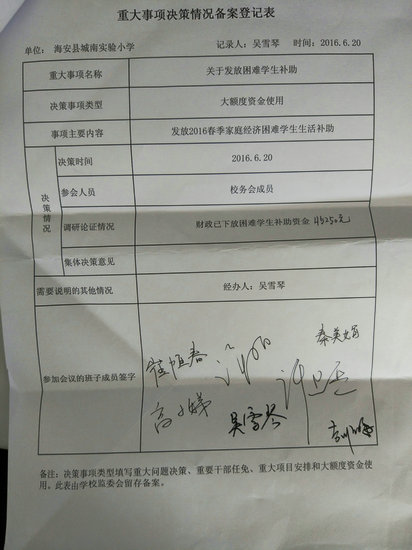 重大事项决策情况备案登记表
单位： 海安县城南实验小学 记录人：吴雪琴 时间：2016.6.20
重大事项名称 关于发放困难学生补助
决策事项类型 大额度资金使用
事项主要内容 发放2016春季家庭经济困难学生生活补助
决策情况
决策时间 2016.6.20
参会人员 校务会成员
调研论证情况 财政已下放困难学生补助资金 45250元
集体决策意见
需要说明的其他情况 经办人：吴雪琴
参加会议的班子成员签字
秦美娟
吴雪琴
备注：决策事项类型填写重大问题决策、重要干部任免、重大项目安排和大额度资金使
用。此表由学校监委会留存备案。